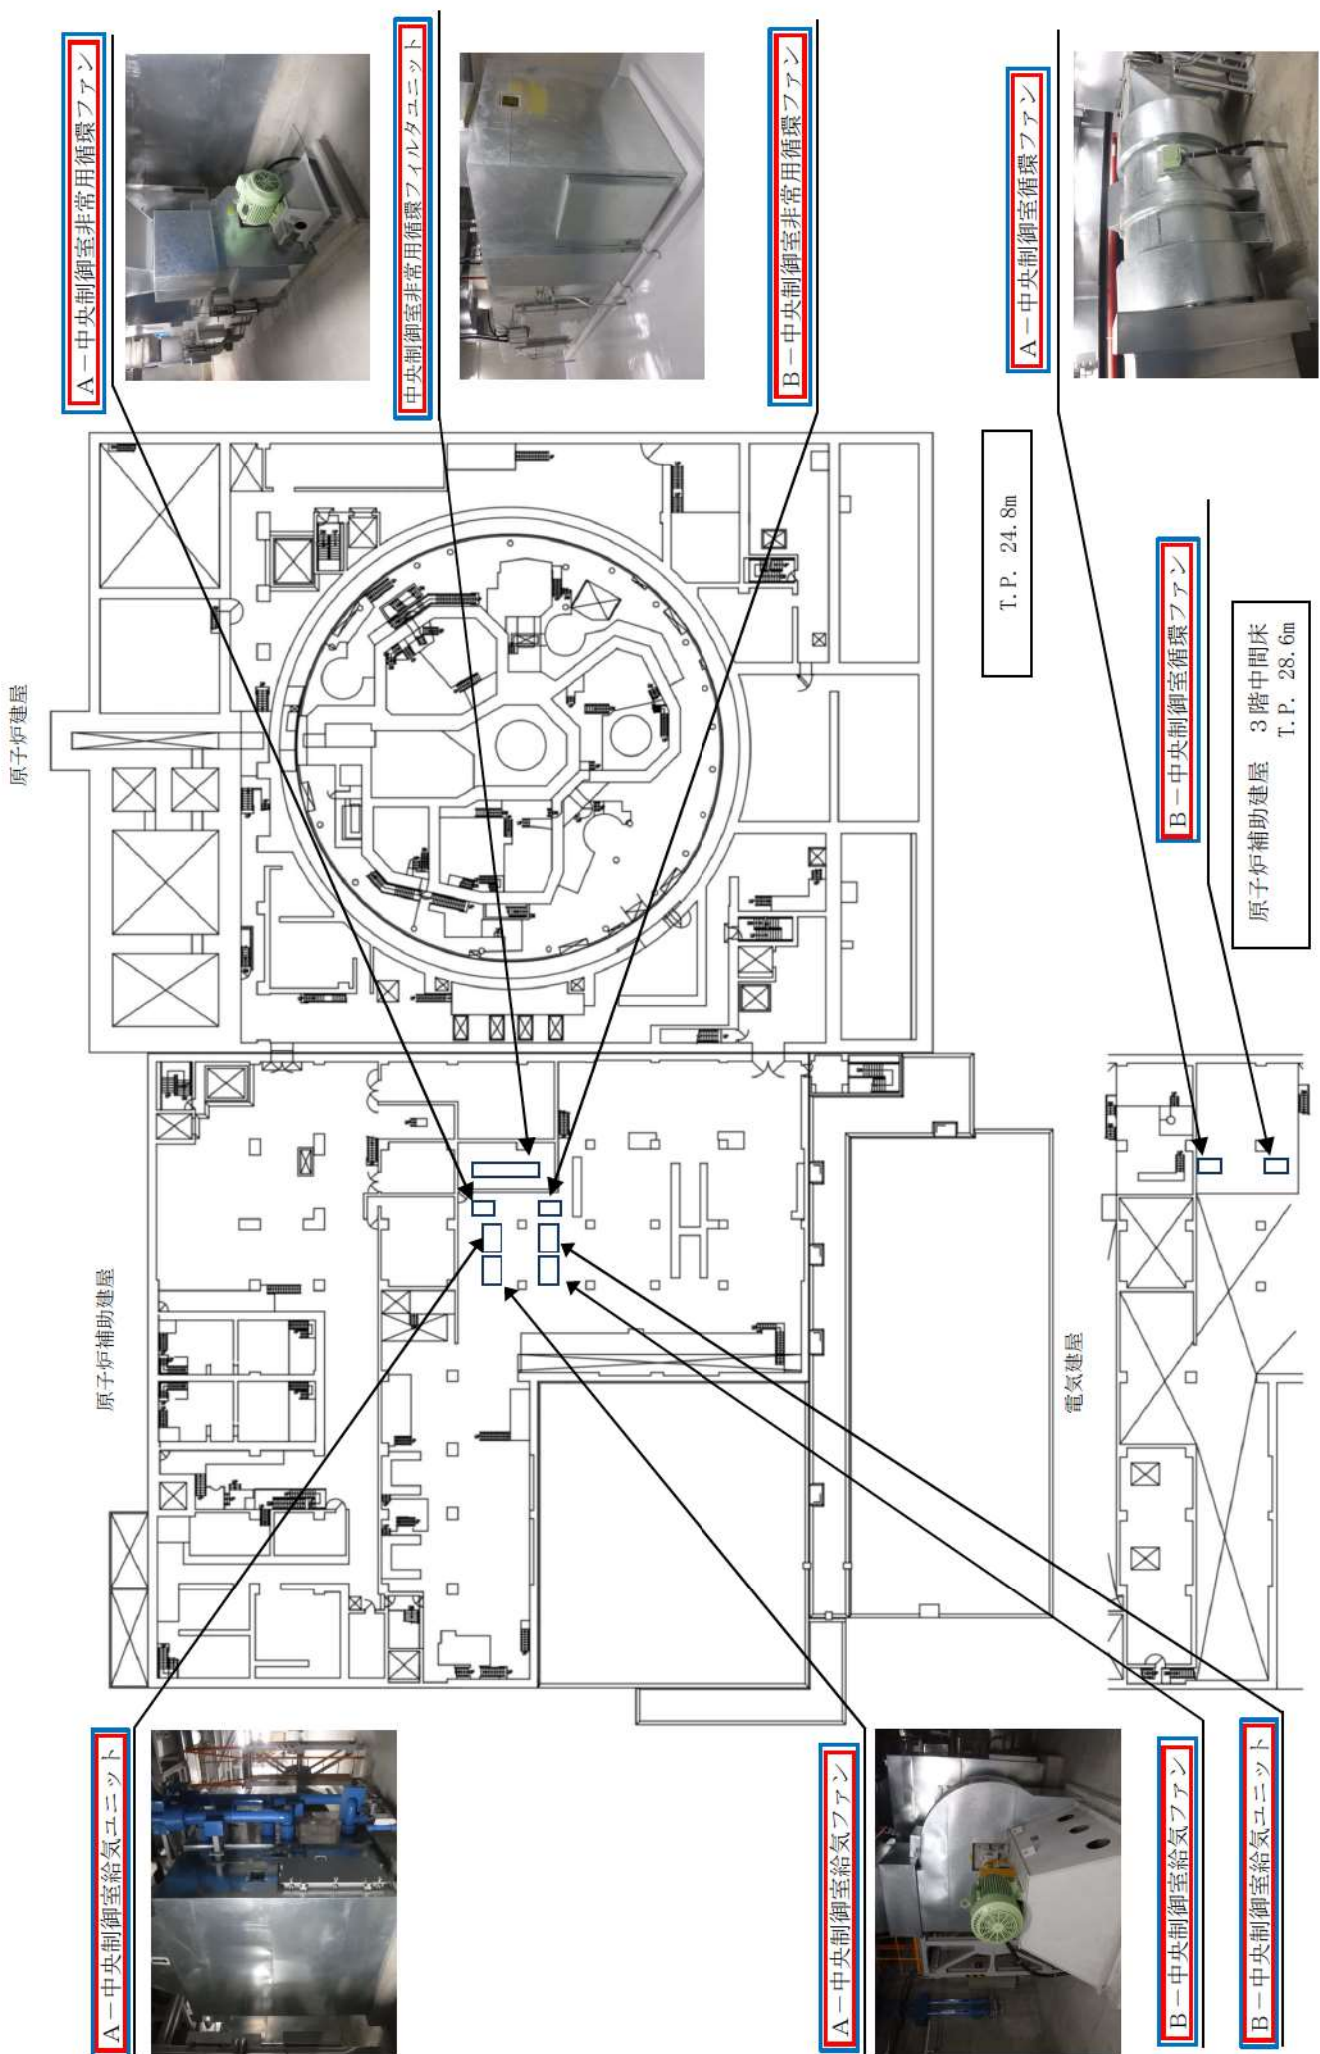 原子炉建屋
A－中央制御室非常用循環ファン
中央制御室非常用循環フィルタユニット
B－中央制御室非常用循環ファン
A－中央制御室循環ファン
T.P. 24.8m
B－中央制御室循環ファン
原子炉補助建屋　3階中間床
T.P. 28.6m
原子炉補助建屋
電気建屋
A－中央制御室給気ユニット
A－中央制御室給気ファン
B－中央制御室給気ファン
B－中央制御室給気ユニット